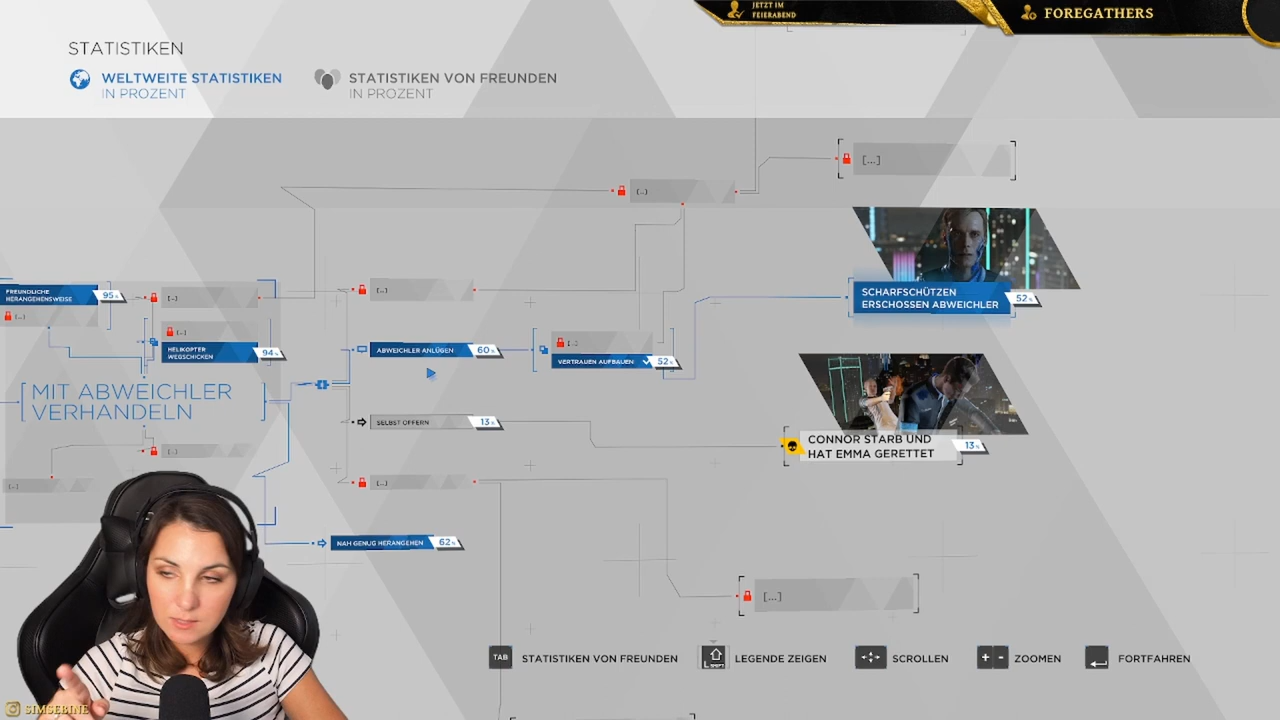 JETZT IM
FEIERABEND
FOREGATHERS
STATISTIKEN
WELTWEITE STATISTIKEN
IN PROZENT
STATISTIKEN VON FREUNDEN
IN PROZENT
[...]
[...]
FREUNDLICHE
HERANGEHENSWEISE
95%
[...]
[...]
[...]
HELIKOPTER
WEGSCHICKEN
94%
[...]
ABWEICHLER ANLÜGEN
60%
[...]
VERTRAUEN AUFBAUEN
52%
SCHARFSCHÜTZEN
ERSCHOSSEN ABWEICHLER
52%
MIT ABWEICHLER
VERHANDELN
SELBST OPFERN
13%
CONNOR STARB UND
HAT EMMA GERETTET
13%
[...]
[...]
[...]
NAH GENUG HERANGEHEN
62%
[...]
TAB
STATISTIKEN VON FREUNDEN
L SHIFT
LEGENDE ZEIGEN
SCROLLEN
+ -
ZOOMEN
FORTFAHREN
SIMSEBINE